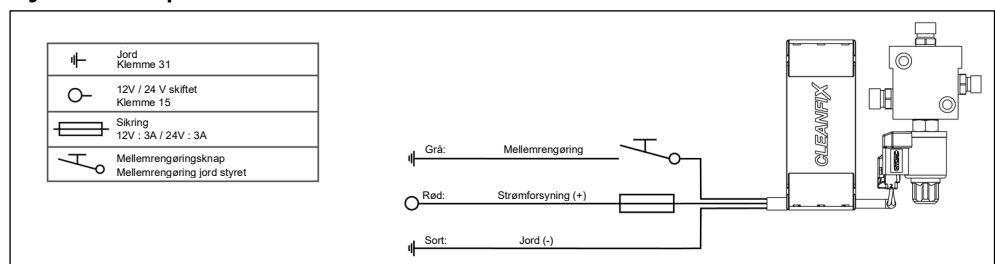 Jord
Klemme 31
12V / 24 V skiftet
Klemme 15
Sikring
12V : 3A / 24V : 3A
Mellemrengøringsknap
Mellemrengøring jord styret
Grå: Mellemrengøring
Rød: Strømforsyning (+)
Sort: Jord (-)
CLEANFIX